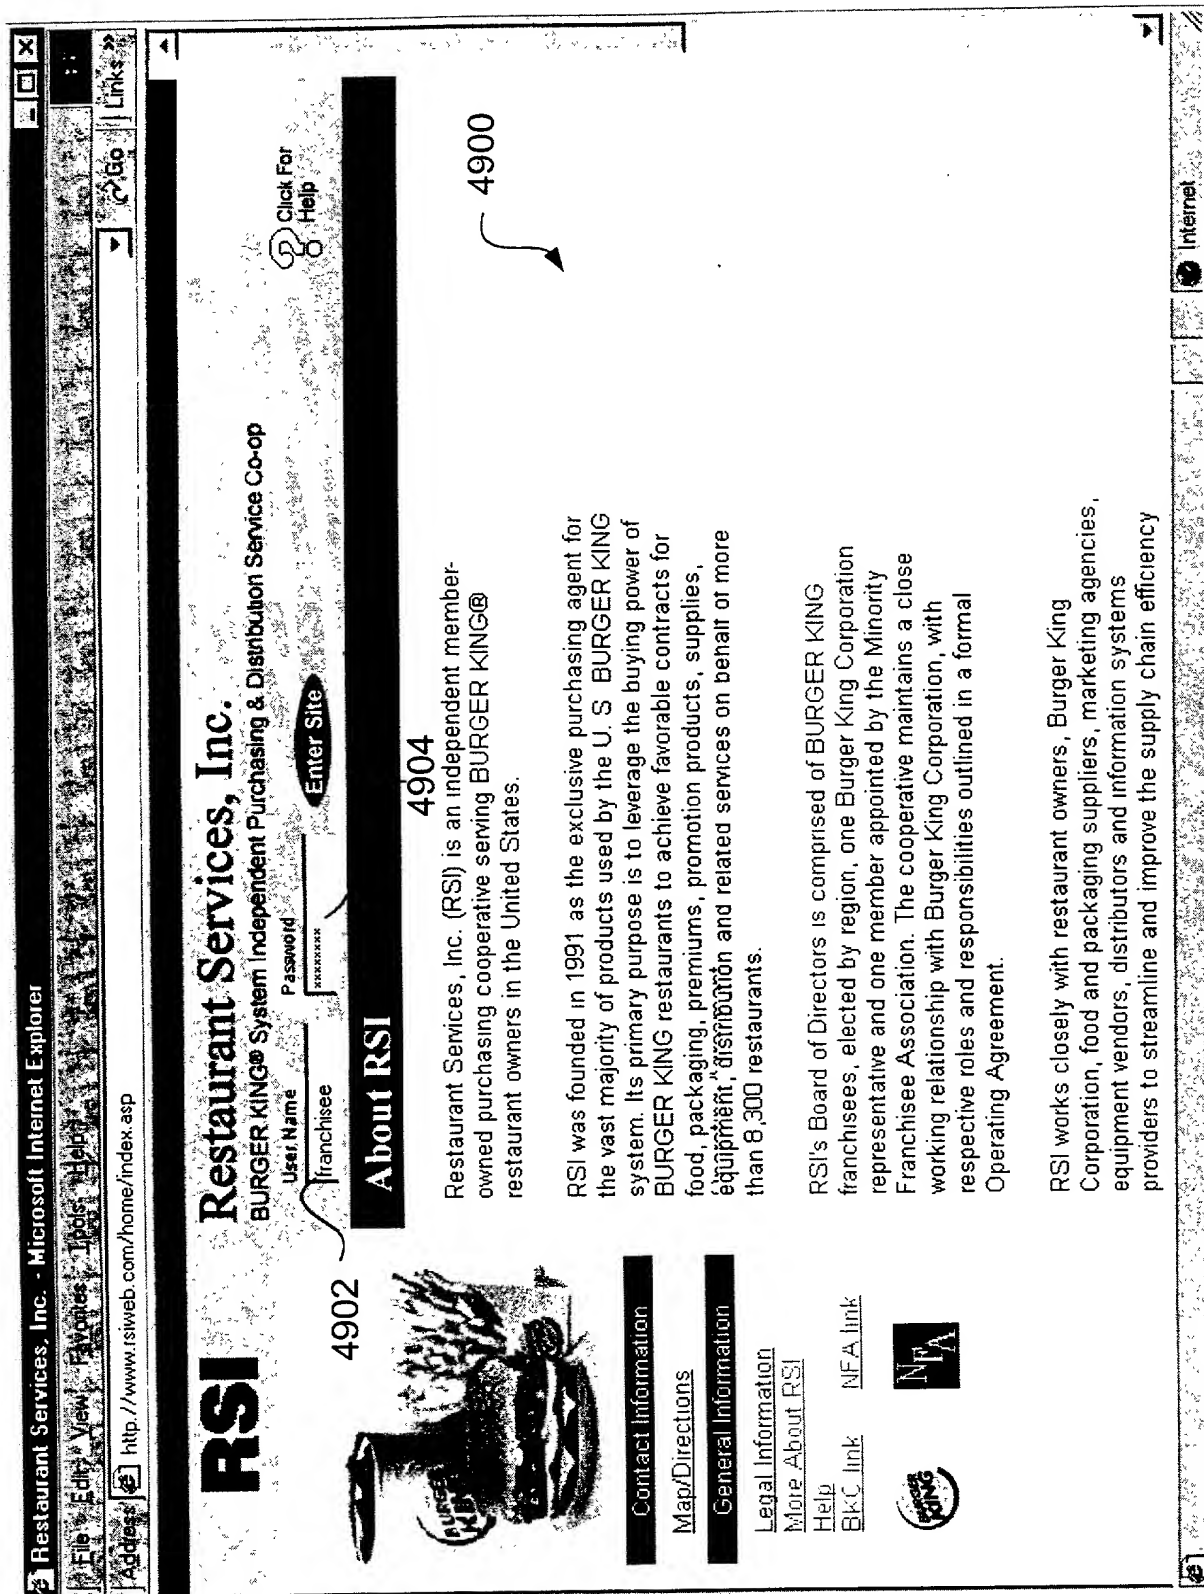 Restaurant Services, Inc. - Microsoft Internet Explorer
File Edit View Favorites Tools Help
Address http://www.rsiweb.com/home/index.asp Go Links »
RSI
Restaurant Services, Inc.
BURGER KING® System Independent Purchasing & Distribution Service Co-op
User Name Password
franchisee xxxxxxxx Enter Site
Click For
Help
4902
4904
4900
About RSI
BURGER
KING
Contact Information
Map/Directions
General Information
Legal Information
More About RSI
Help
BKC link NFA link
BURGER
KING
NFA
Restaurant Services, Inc. (RSI) is an independent member-
owned purchasing cooperative serving BURGER KING®
restaurant owners in the United States.
RSI was founded in 1991 as the exclusive purchasing agent for
the vast majority of products used by the U. S BURGER KING
system. Its primary purpose is to leverage the buying power of
BURGER KING restaurants to achieve favorable contracts for
food, packaging, premiums, promotion products, supplies,
equipment, distribution and related services on behalf of more
than 8,300 restaurants.
RSI's Board of Directors is comprised of BURGER KING
franchisees, elected by region, one Burger King Corporation
representative and one member appointed by the Minority
Franchisee Association. The cooperative maintains a close
working relationship with Burger King Corporation, with
respective roles and responsibilities outlined in a formal
Operating Agreement.
RSI works closely with restaurant owners, Burger King
Corporation, food and packaging suppliers, marketing agencies,
equipment vendors, distributors and information systems
providers to streamline and improve the supply chain efficiency
Internet